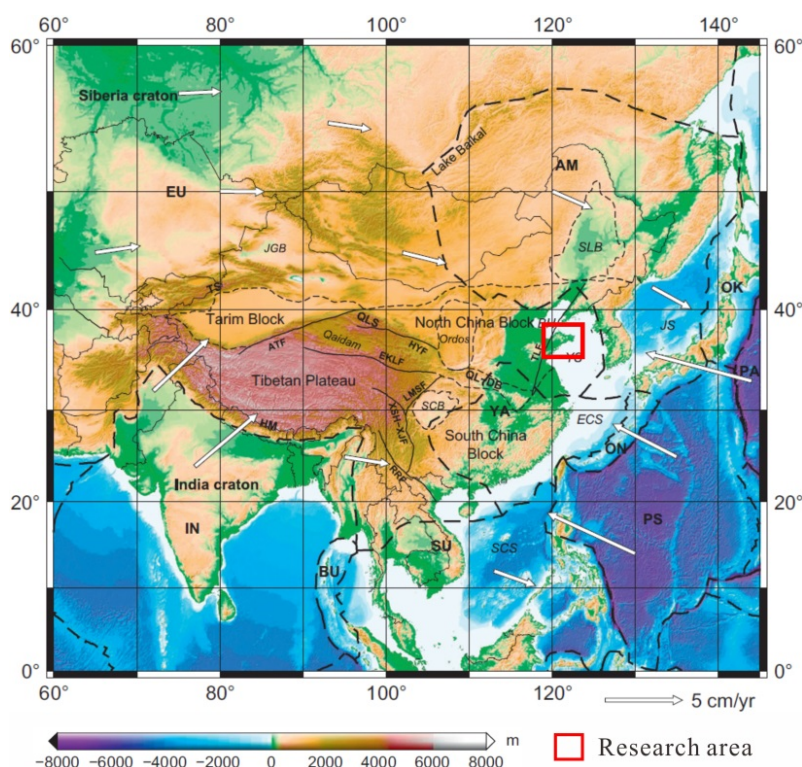 60° 80° 100° 120° 140°
60°
Siberia craton
Lake Baikal
AM
EU
JGB
SLB
TS
40°
40°
OK
Tarim Block
QLS
North China Block
JS
Qaidam
HYF
Ordos
ATF
EKLF
TLF
YS
PA
Tibetan Plateau
LMSF
QLTDB
SCB
YA
ECS
HM
XSH-XJF
South China
Block
ON
RRF
India craton
20°
20°
IN
SU
SCS
PS
BU
0°
0°
60° 80° 100° 120° 140°
5 cm/yr
m
−8000 −6000 −4000 −2000 0 2000 4000 6000 8000
Research area